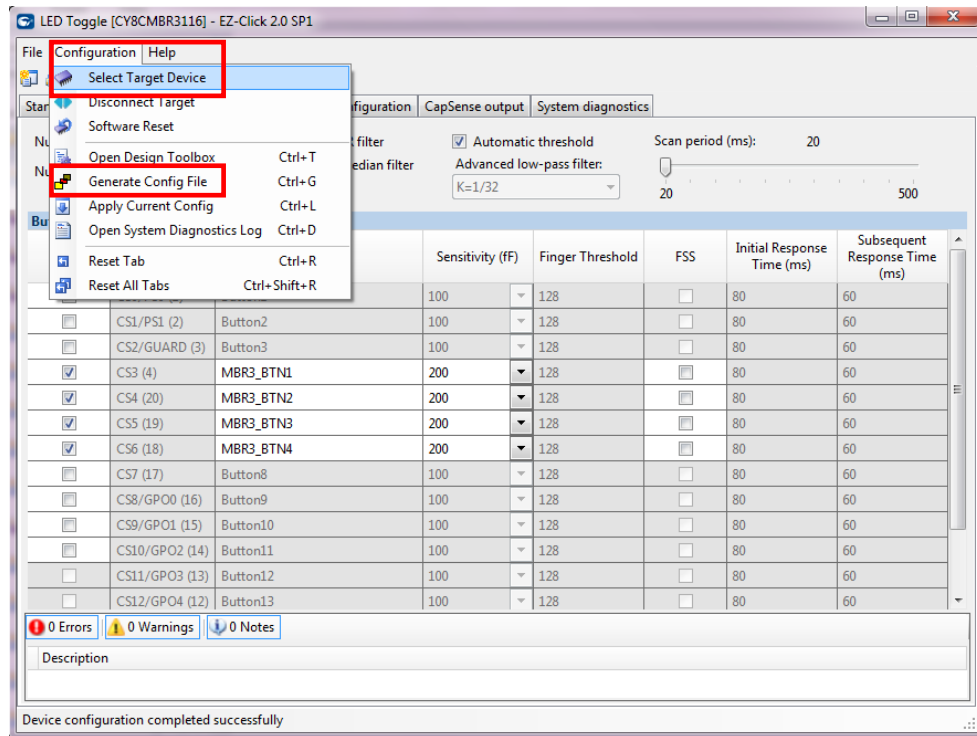 LED Toggle [CY8CMBR3116] - EZ-Click 2.0 SP1
File Configuration Help
Select Target Device
Disconnect Target
Software Reset
Open Design Toolbox Ctrl+T
Generate Config File Ctrl+G
Apply Current Config Ctrl+L
Open System Diagnostics Log Ctrl+D
Reset Tab Ctrl+R
Reset All Tabs Ctrl+Shift+R
CapSense output System diagnostics
filter Automatic threshold Scan period (ms): 20
filter Advanced low-pass filter:
K=1/32 20 500
Sensitivity (fF) Finger Threshold FSS Initial Response Time (ms) Subsequent Response Time (ms)
100 128 80 60
CS1/PS1 (2) Button2 100 128 80 60
CS2/GUARD (3) Button3 100 128 80 60
CS3 (4) MBR3_BTN1 200 128 80 60
CS4 (20) MBR3_BTN2 200 128 80 60
CS5 (19) MBR3_BTN3 200 128 80 60
CS6 (18) MBR3_BTN4 200 128 80 60
CS7 (17) Button8 100 128 80 60
CS8/GPO0 (16) Button9 100 128 80 60
CS9/GPO1 (15) Button10 100 128 80 60
CS10/GPO2 (14) Button11 100 128 80 60
CS11/GPO3 (13) Button12 100 128 80 60
CS12/GPO4 (12) Button13 100 128 80 60
0 Errors 0 Warnings 0 Notes
Description
Device configuration completed successfully